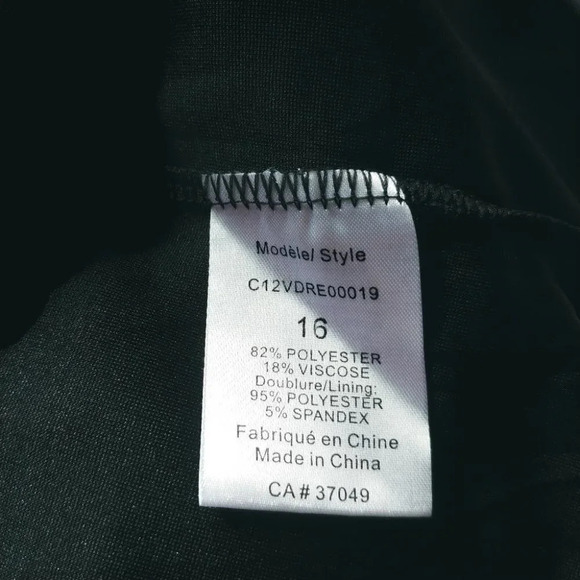 Modèle/ Style
C12VDRE00019
16
82% POLYESTER
18% VISCOSE
Doublure/Lining:
95% POLYESTER
5% SPANDEX
Fabriqué en Chine
Made in China
CA # 37049